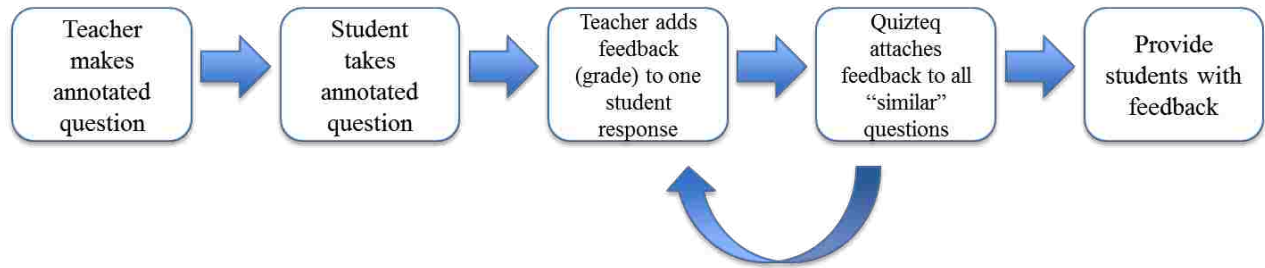 Teacher
makes
annotated
question
Student
takes
annotated
question
Teacher adds
feedback
(grade) to one
student
response
Quizteq
attaches
feedback to all
“similar”
questions
Provide
students with
feedback